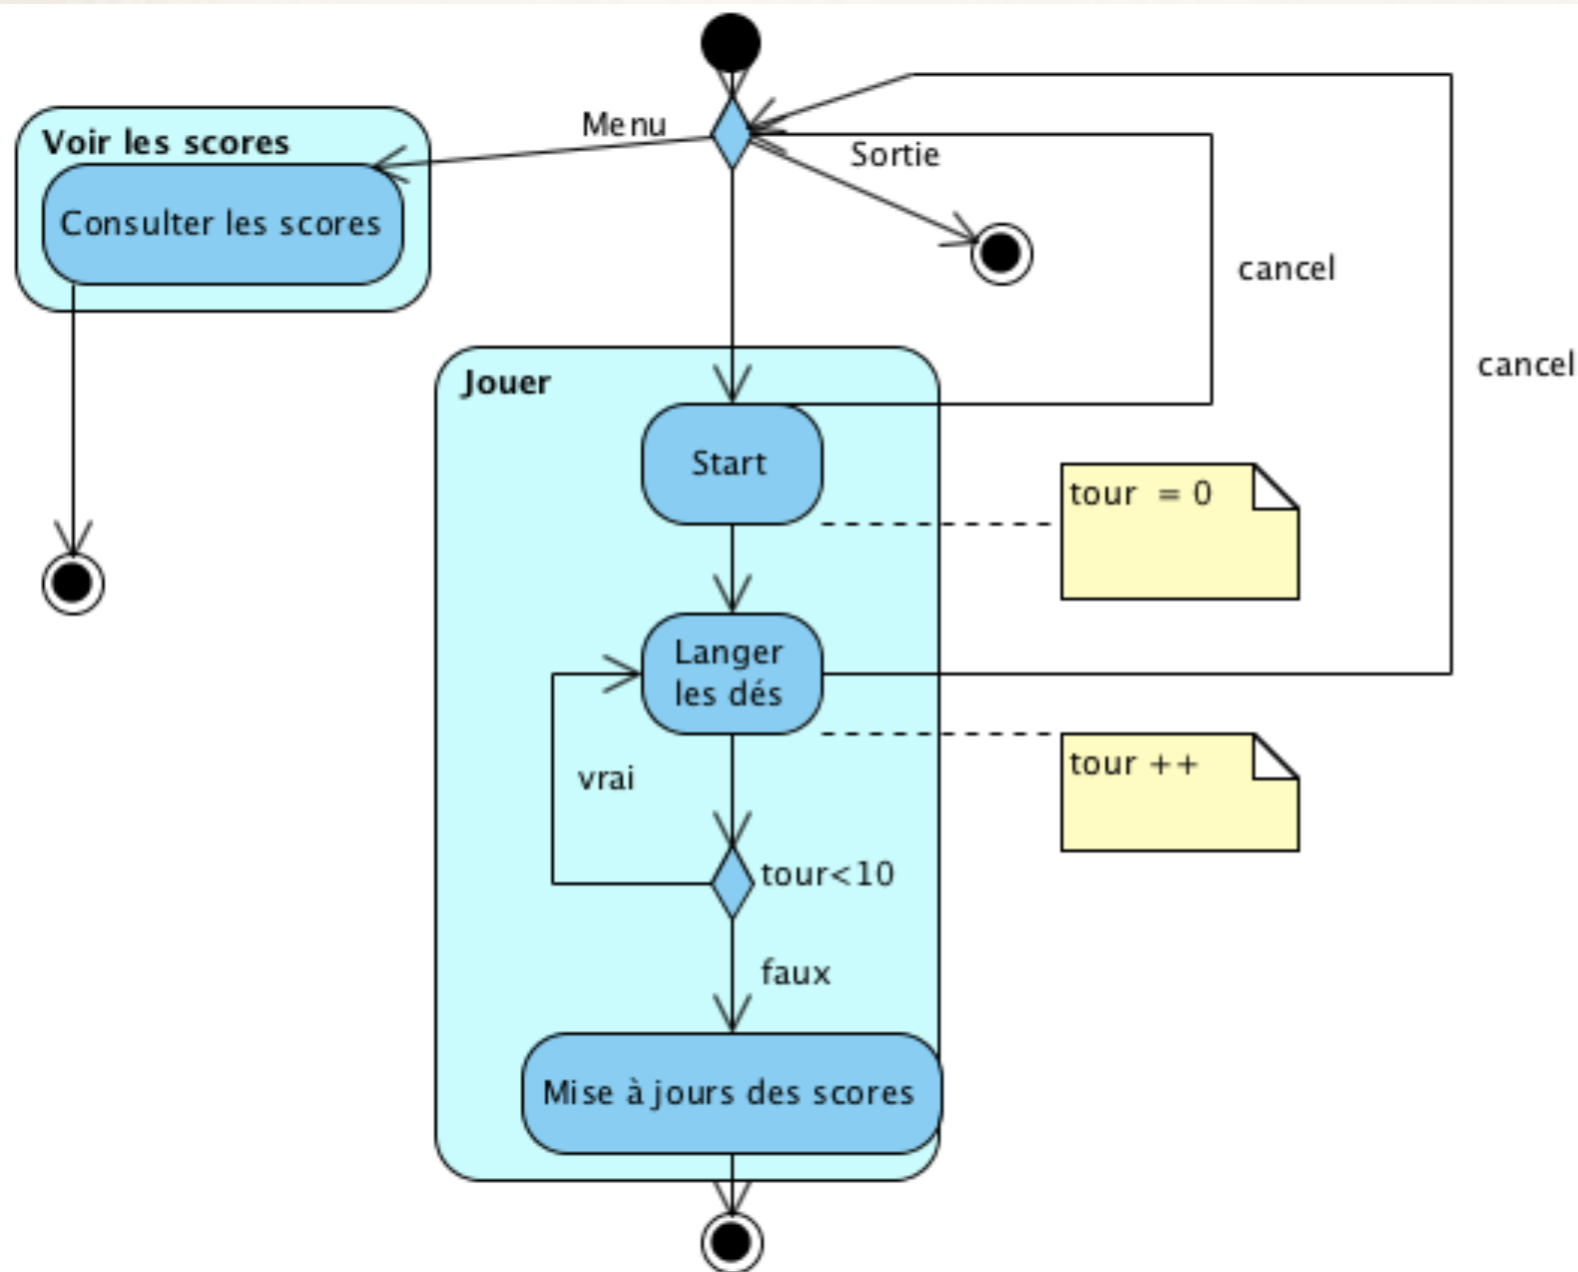 Menu
Voir les scores
Sortie
Consulter les scores
cancel
cancel
Jouer
Start
tour = 0
Langer
les dés
tour ++
vrai
tour<10
faux
Mise à jours des scores